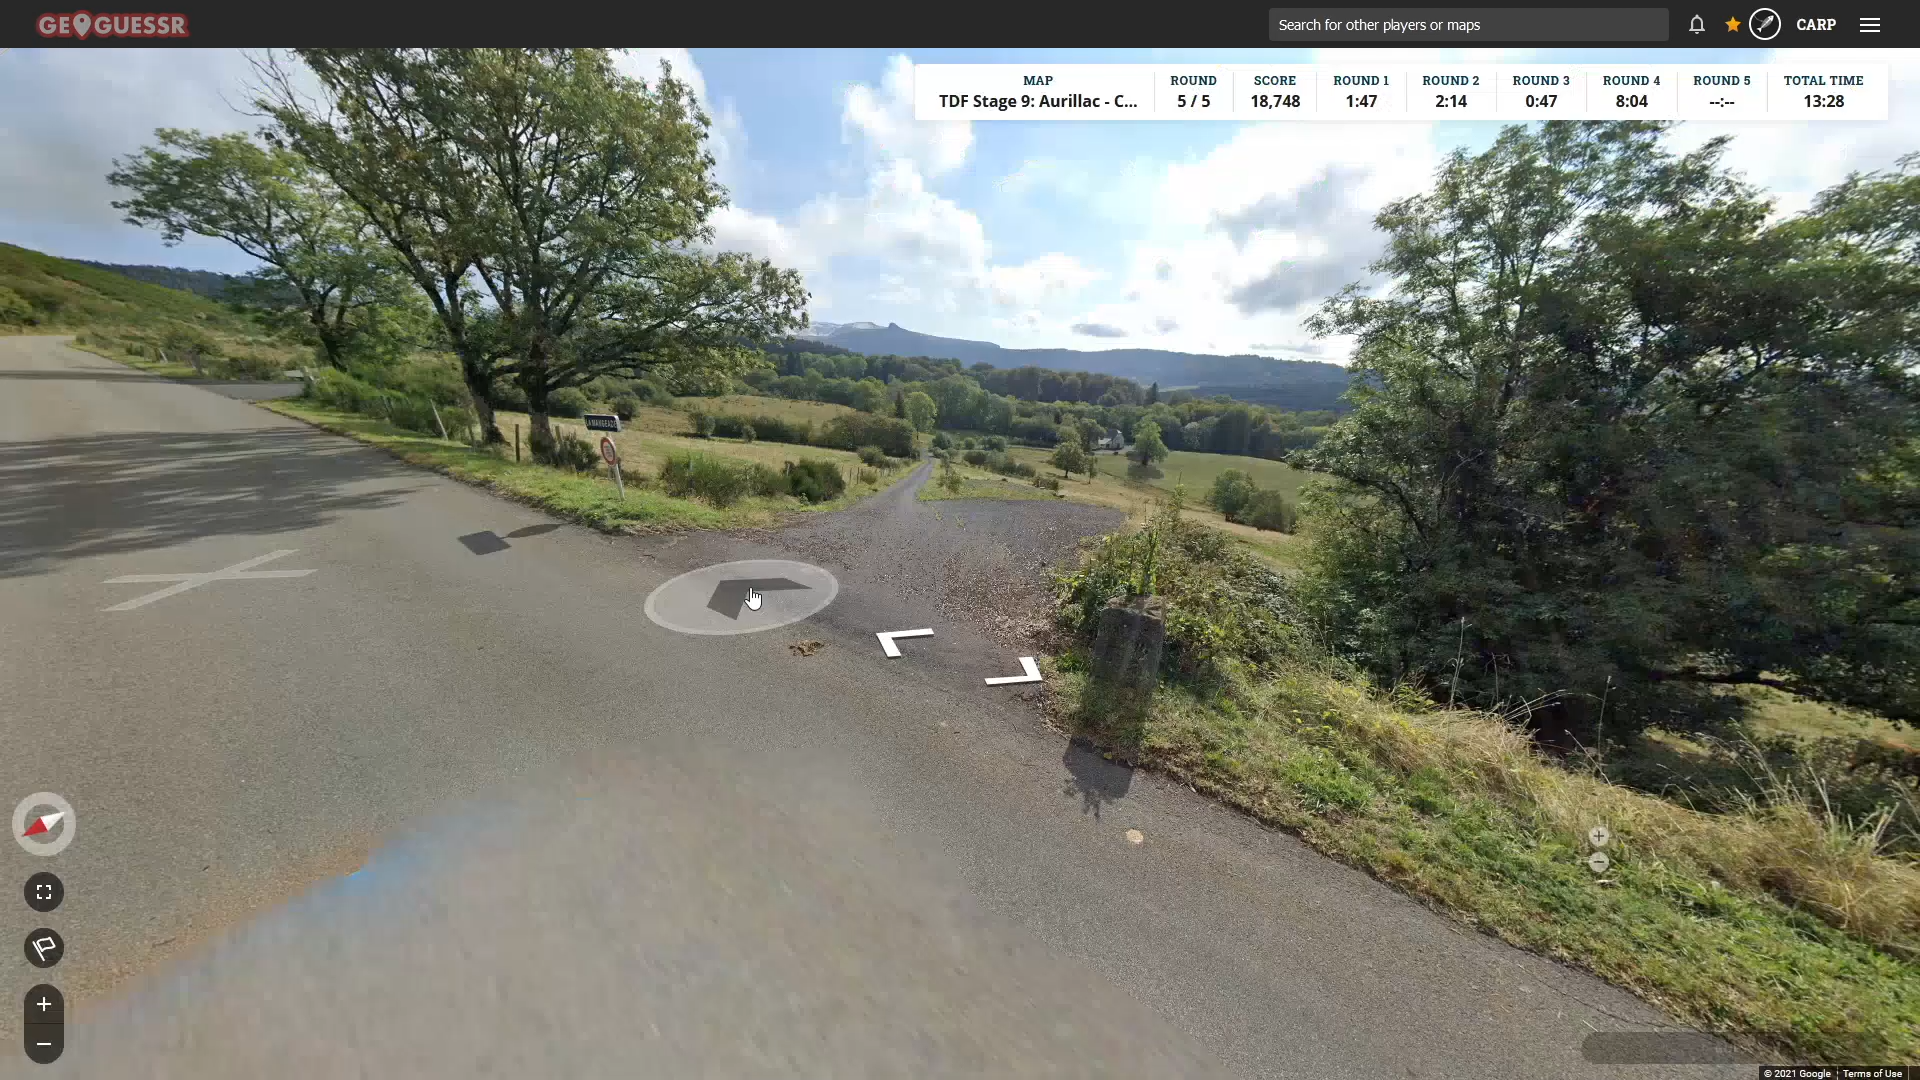 GEOGUESSR
Search for other players or maps
CARP
MAP
TDF Stage 9: Aurillac - C...
ROUND
5 / 5
SCORE
18,748
ROUND 1
1:47
ROUND 2
2:14
ROUND 3
0:47
ROUND 4
8:04
ROUND 5
--:--
TOTAL TIME
13:28
© 2021 Google
Terms of Use